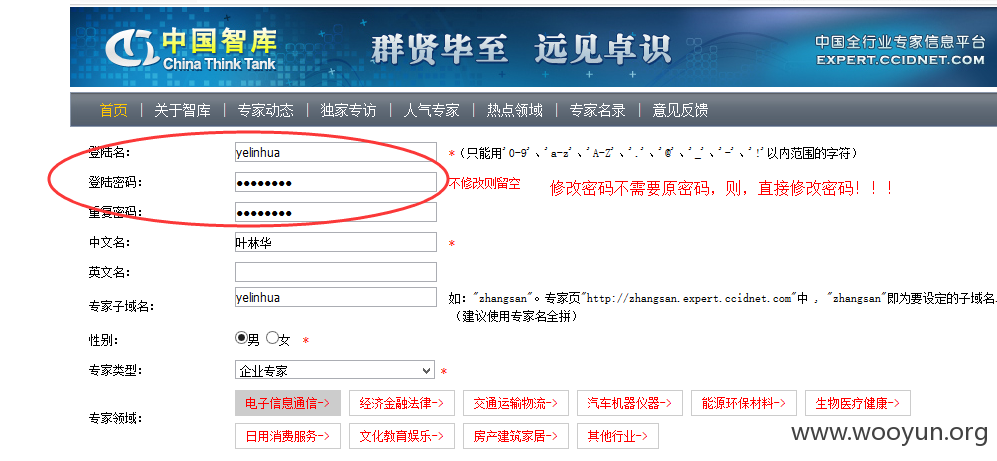 中国智库
China Think Tank
群贤毕至 远见卓识
中国全行业专家信息平台
EXPERT.CCIDNET.COM
首页 | 关于智库 | 专家动态 | 独家专访 | 人气专家 | 热点领域 | 专家名录 | 意见反馈
登陆名: yelinhua *(只能用'0-9'、'a-z'、'A-Z'、'.'、'@'、'_'、'-'、'!'以内范围的字符)
登陆密码: ●●●●●●●● 不修改则留空 修改密码不需要原密码，则，直接修改密码！！！
重复密码: ●●●●●●●●
中文名: 叶林华 *
英文名:
专家子域名: yelinhua 如: "zhangsan"。专家页"http://zhangsan.expert.ccidnet.com"中，"zhangsan"即为要设定的子域名.
(建议使用专家名全拼)
性别: 男 女 *
专家类型: 企业专家 *
专家领域: 电子信息通信-> 经济金融法律-> 交通运输物流-> 汽车机器仪器-> 能源环保材料-> 生物医疗健康->
日用消费服务-> 文化教育娱乐-> 房产建筑家居-> 其他行业->
www.wooyun.org